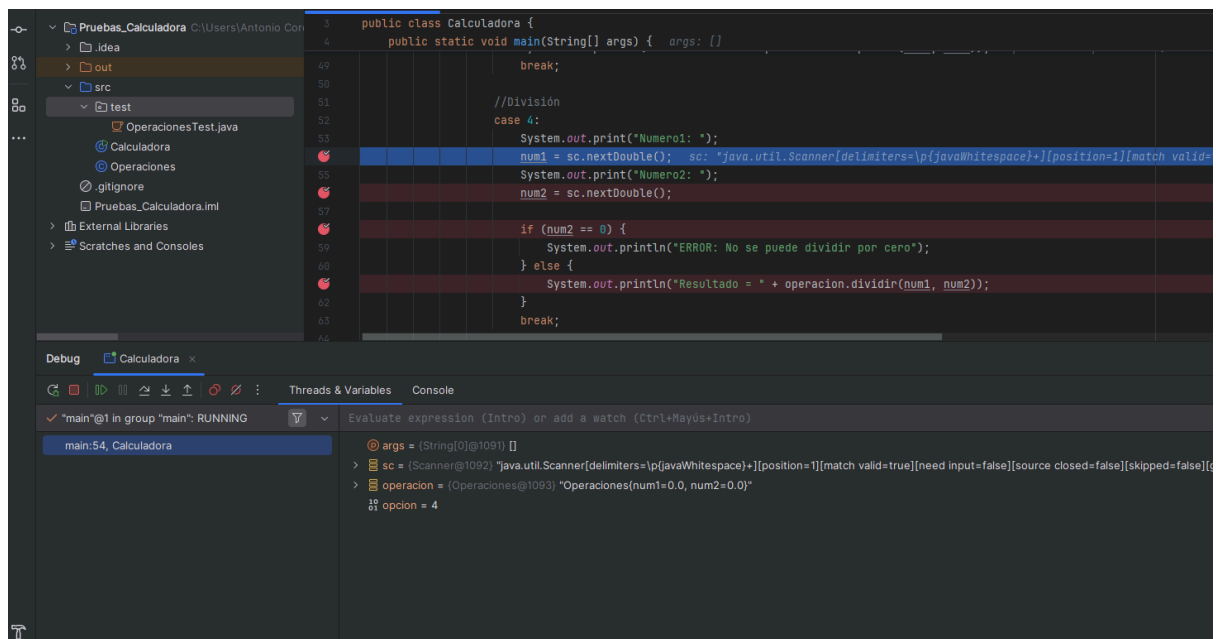 Pruebas_Calculadora C:\Users\Antonio Cor
.idea
out
src
test
OperacionesTest.java
Calculadora
Operaciones
.gitignore
Pruebas_Calculadora.iml
External Libraries
Scratches and Consoles
3 public class Calculadora {
4 public static void main(String[] args) { args: []
49 break;
50
51 //División
52 case 4:
53 System.out.print("Numero1: ");
num1 = sc.nextDouble(); sc: "java.util.Scanner[delimiters=\p{javaWhitespace}+][position=1][match valid=
55 System.out.print("Numero2: ");
num2 = sc.nextDouble();
57
if (num2 == 0) {
59 System.out.println("ERROR: No se puede dividir por cero");
60 } else {
System.out.println("Resultado = " + operacion.dividir(num1, num2));
62 }
63 break;
64
Debug Calculadora
Threads & Variables Console
"main"@1 in group "main": RUNNING
Evaluate expression (Intro) or add a watch (Ctrl+Mayús+Intro)
main:54, Calculadora
args = {String[0]@1091} []
sc = {Scanner@1092} "java.util.Scanner[delimiters=\p{javaWhitespace}+][position=1][match valid=true][need input=false][source closed=false][skipped=false][g
operacion = {Operaciones@1093} "Operaciones{num1=0.0, num2=0.0}"
opcion = 4